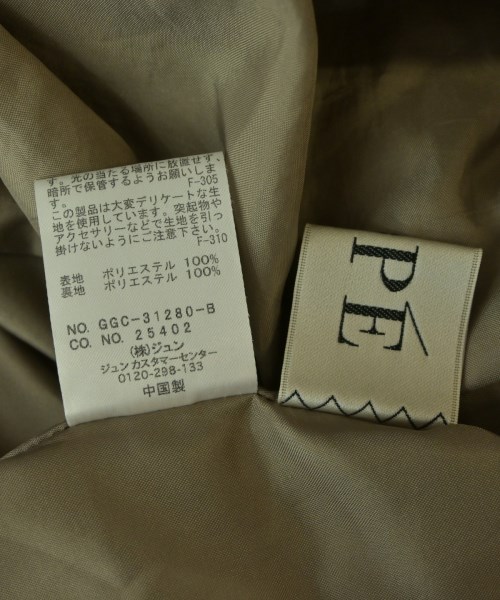 す。光の当たる場所に放置せず、
暗所で保管するようお願いしま
す。
F-305
この製品は大変デリケートな生
地を使用しています。突起物や
アクセサリーなどで生地を引っ
掛けないようにご注意下さい。
F-310
表地 ポリエステル 100%
裏地 ポリエステル 100%
NO. GGC-31280-B
CO. NO. 25402
(株)ジュン
ジュンカスタマーセンター
0120-298-133
中国製
PÉ